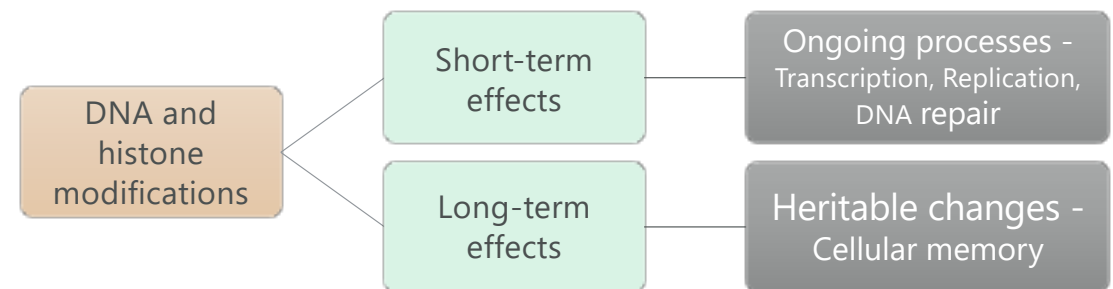 DNA and
histone
modifications
Short-term
effects
Ongoing processes -
Transcription, Replication,
DNA repair
Long-term
effects
Heritable changes -
Cellular memory